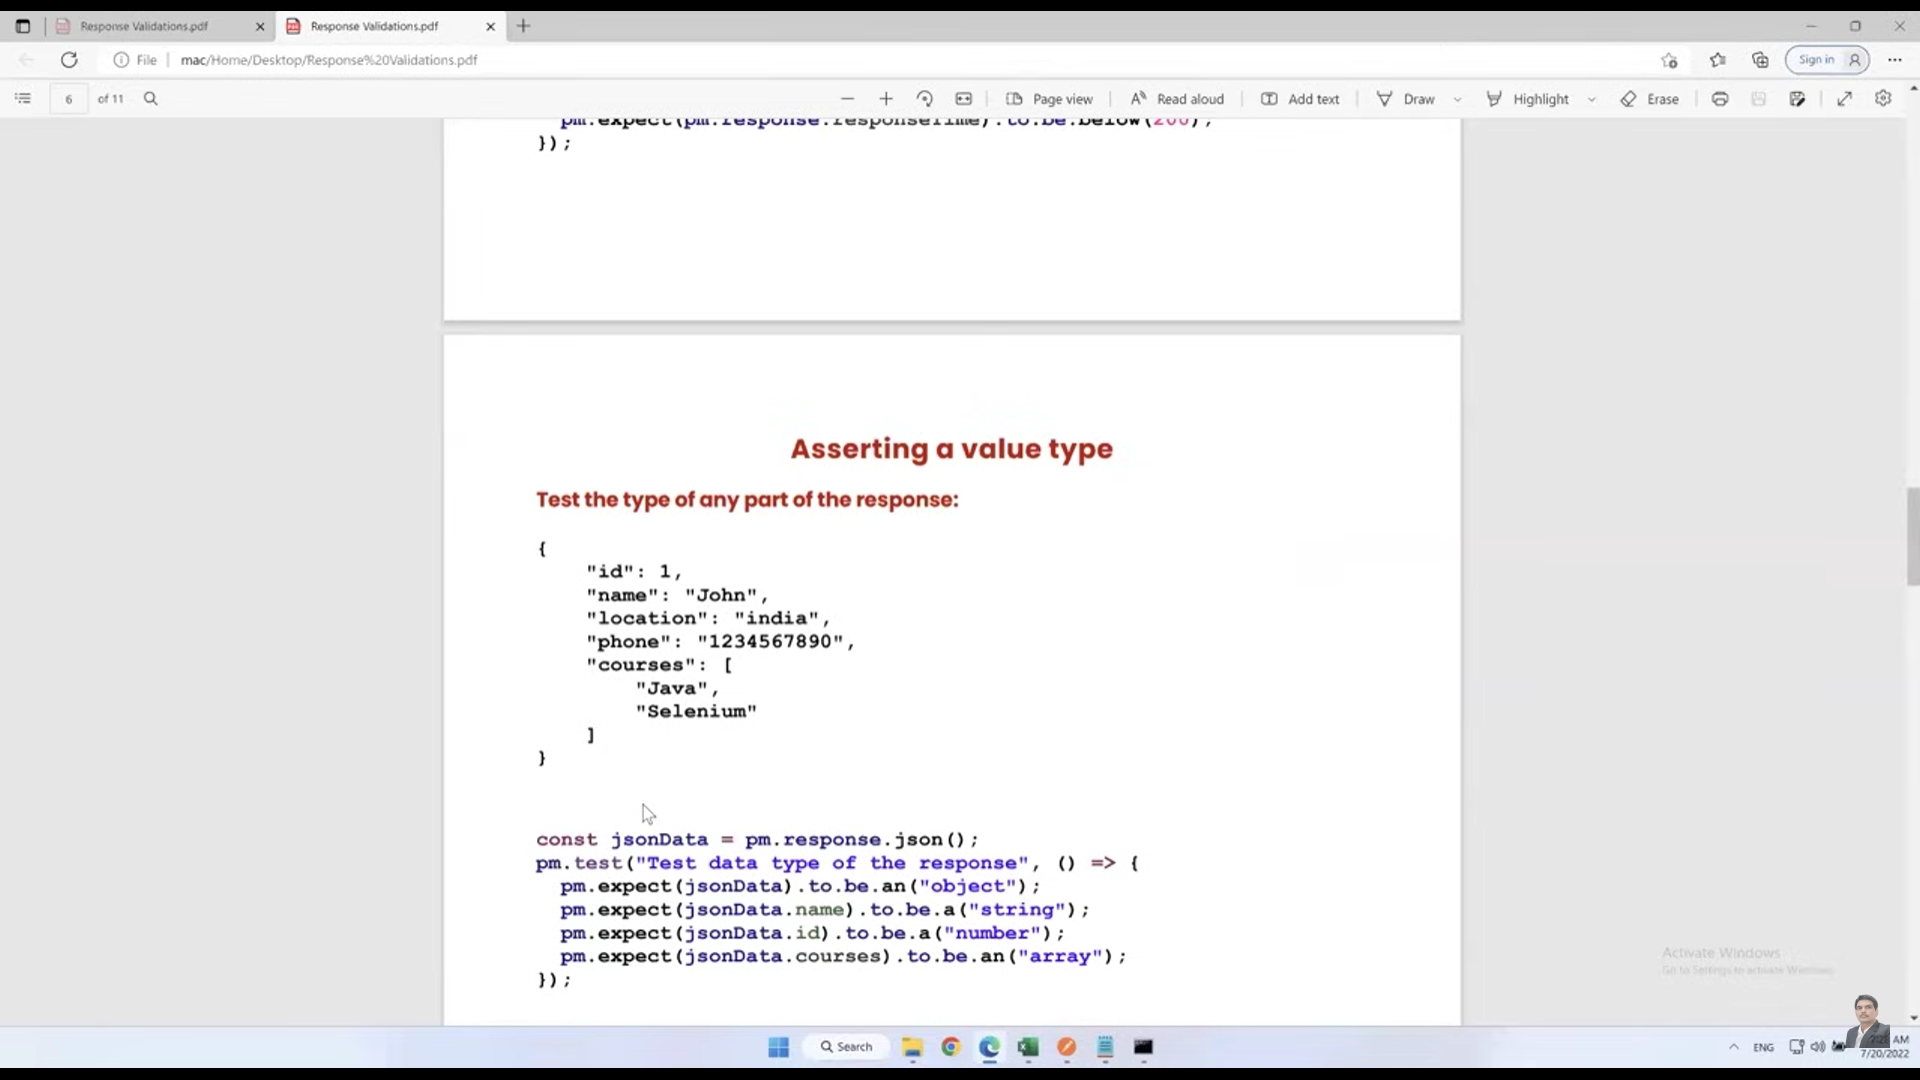 Response Validations.pdf
Response Validations.pdf
File
mac/Home/Desktop/Response%20Validations.pdf
Sign in
6
of 11
Page view
Read aloud
Add text
Draw
Highlight
Erase
pm.expect(pm.response.responseTime).to.be.below(200);
});
Asserting a value type
Test the type of any part of the response:
{
"id": 1,
"name": "John",
"location": "india",
"phone": "1234567890",
"courses": [
"Java",
"Selenium"
]
}
const jsonData = pm.response.json();
pm.test("Test data type of the response", () => {
pm.expect(jsonData).to.be.an("object");
pm.expect(jsonData.name).to.be.a("string");
pm.expect(jsonData.id).to.be.a("number");
pm.expect(jsonData.courses).to.be.an("array");
});
Activate Windows
Go to Settings to activate Windows.
Search
ENG
AM
7/20/2022